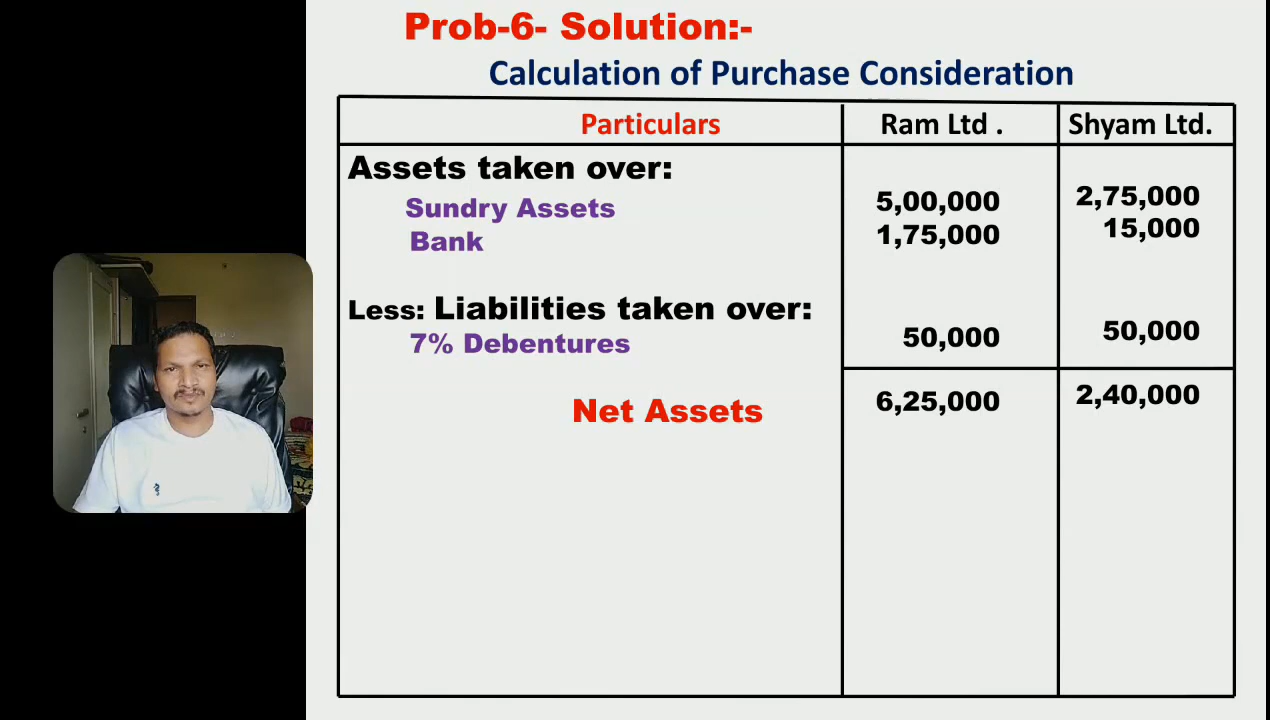 Prob-6- Solution:-
Calculation of Purchase Consideration
Particulars Ram Ltd . Shyam Ltd.
Assets taken over:
Sundry Assets 5,00,000 2,75,000
Bank 1,75,000 15,000
Less: Liabilities taken over:
7% Debentures 50,000 50,000
Net Assets 6,25,000 2,40,000